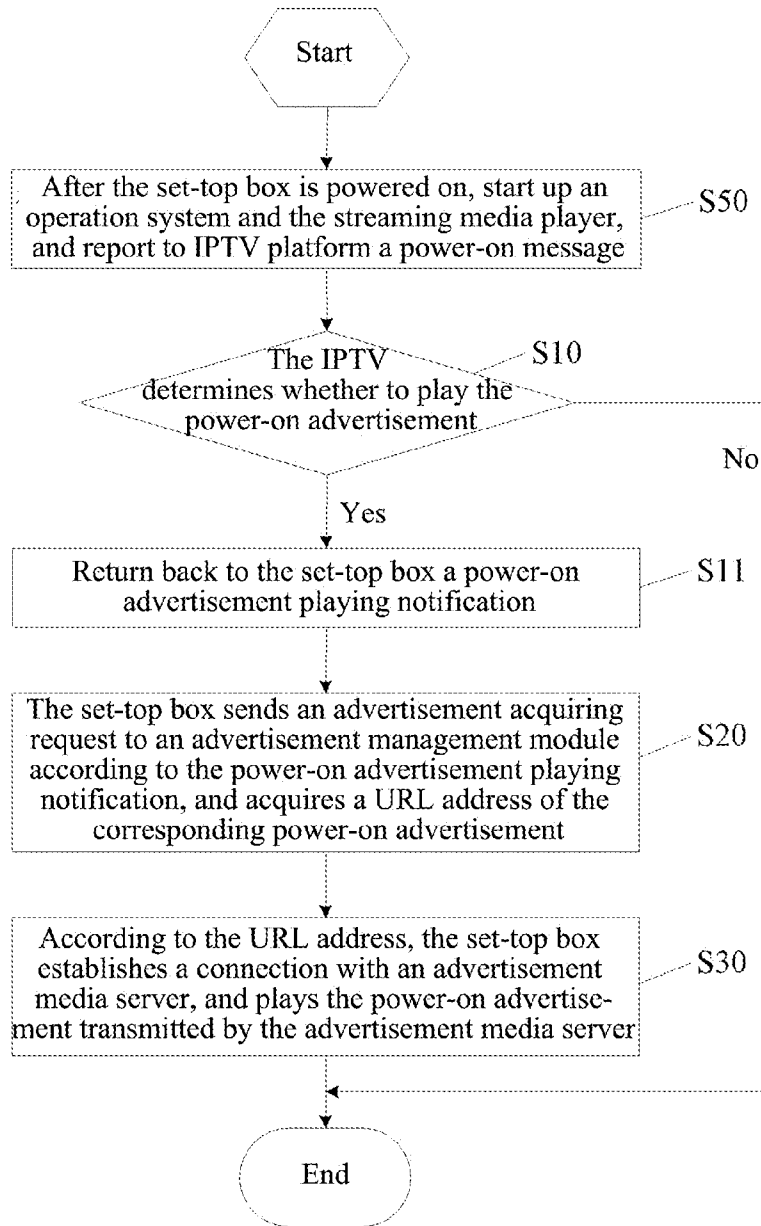 Start
After the set-top box is powered on, start up an
operation system and the streaming media player,
and report to IPTV platform a power-on message
S50
The IPTV
determines whether to play the
power-on advertisement
S10
No
Yes
Return back to the set-top box a power-on
advertisement playing notification
S11
The set-top box sends an advertisement acquiring
request to an advertisement management module
according to the power-on advertisement playing
notification, and acquires a URL address of the
corresponding power-on advertisement
S20
According to the URL address, the set-top box
establishes a connection with an advertisement
media server, and plays the power-on advertise-
ment transmitted by the advertisement media server
S30
End